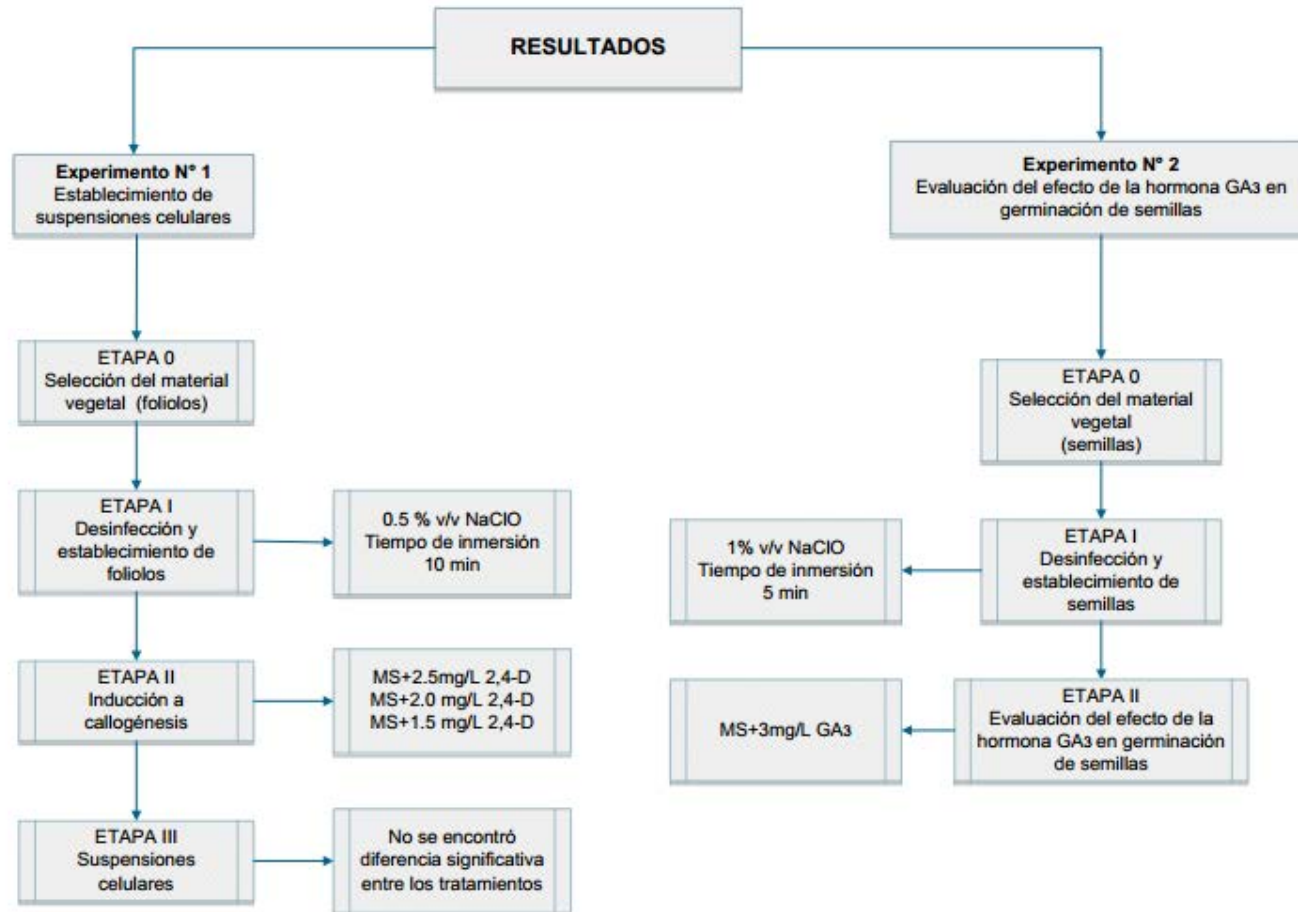 RESULTADOS
Experimento N° 1
Establecimiento de
suspensiones celulares
ETAPA 0
Selección del material
vegetal (foliolos)
ETAPA I
Desinfección y
establecimiento de
foliolos
0.5 % v/v NaClO
Tiempo de inmersión
10 min
ETAPA II
Inducción a
callogénesis
MS+2.5mg/L 2,4-D
MS+2.0 mg/L 2,4-D
MS+1.5 mg/L 2,4-D
ETAPA III
Suspensiones
celulares
No se encontró
diferencia significativa
entre los tratamientos
Experimento N° 2
Evaluación del efecto de la hormona GA₃ en
germinación de semillas
ETAPA 0
Selección del material
vegetal
(semillas)
ETAPA I
Desinfección y
establecimiento de
semillas
1% v/v NaClO
Tiempo de inmersión
5 min
ETAPA II
Evaluación del efecto de la
hormona GA₃ en germinación
de semillas
MS+3mg/L GA₃